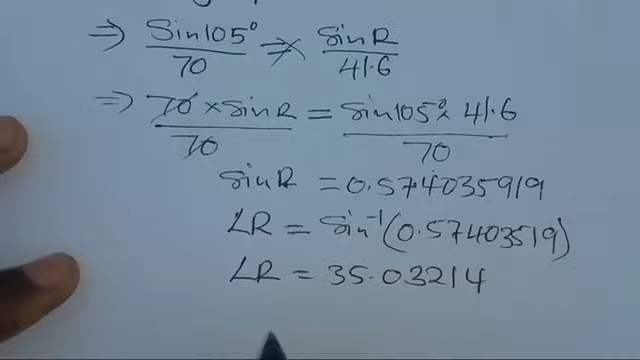 ⇒ Sin105°/70 = SinR/41.6
⇒ 70 × SinR/70 = Sin105° × 41.6/70
SinR = 0.574035919
∠R = Sin⁻¹(0.57403519)
∠R = 35.03214